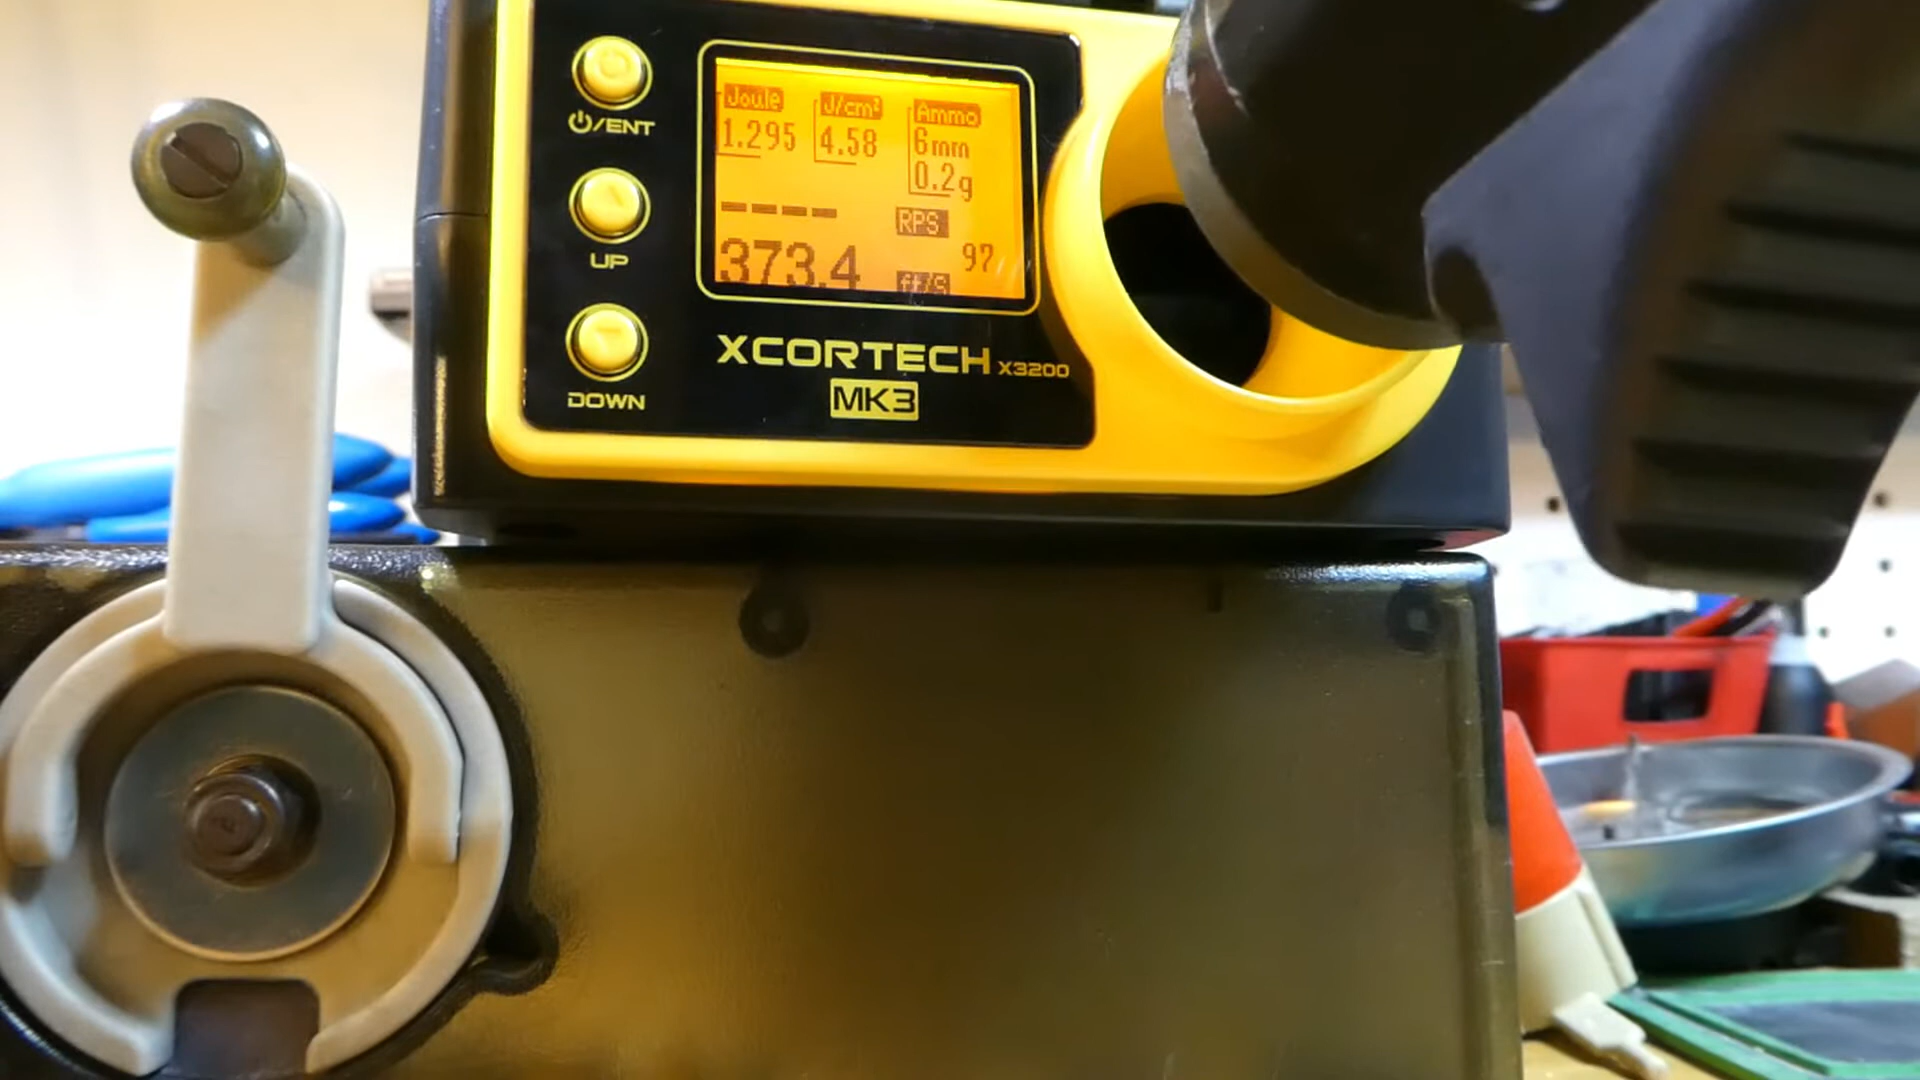 ⏻/ENT
UP
DOWN
Joule J/cm² Ammo
1.295 4.58 6mm
0.2g
---- RPS
97
373.4 ft/s
XCORTECH X3200
MK3